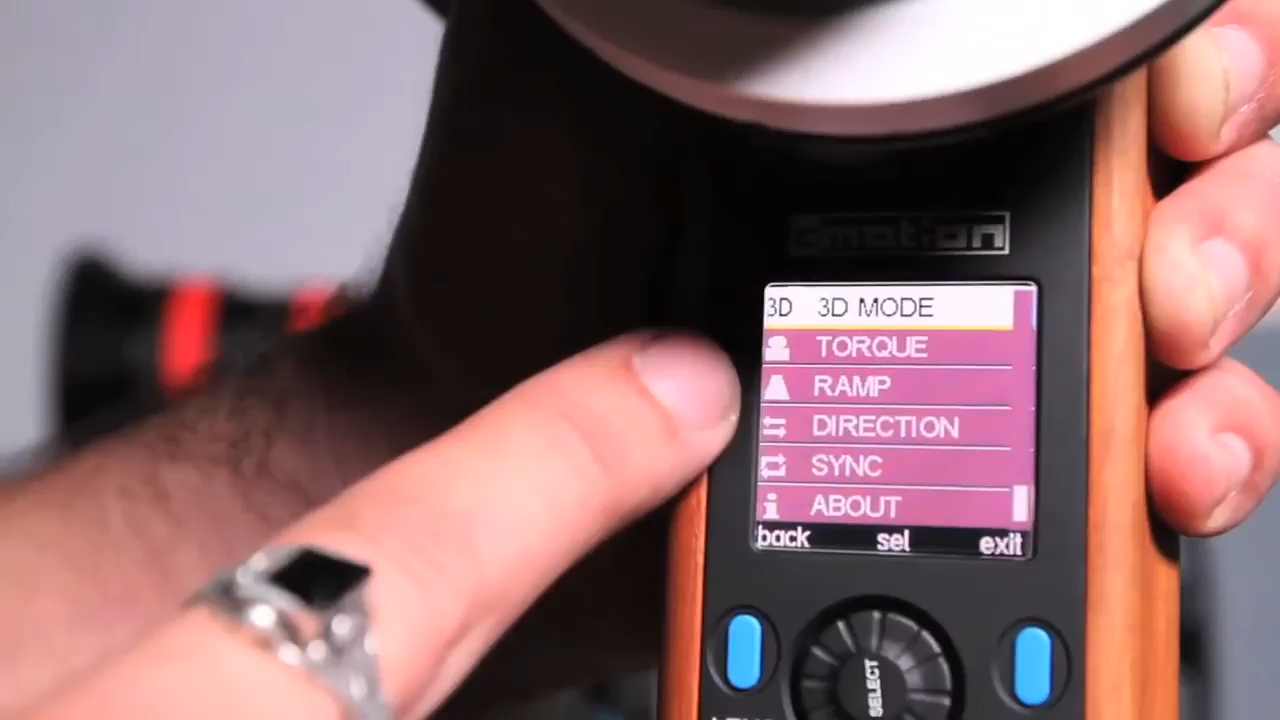 cmotion
3D 3D MODE
TORQUE
RAMP
DIRECTION
SYNC
ABOUT
back sel exit
SELECT